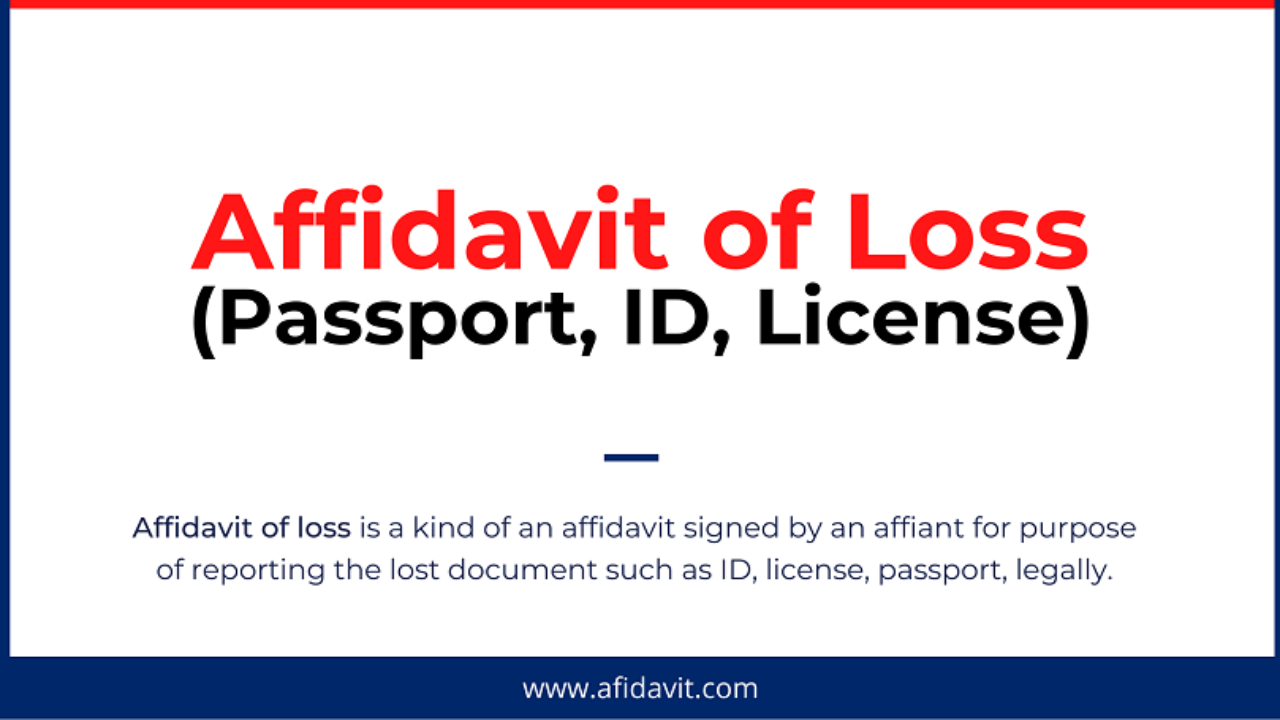 Affidavit of Loss
(Passport, ID, License)
Affidavit of loss is a kind of an affidavit signed by an affiant for purpose
of reporting the lost document such as ID, license, passport, legally.
www.afidavit.com